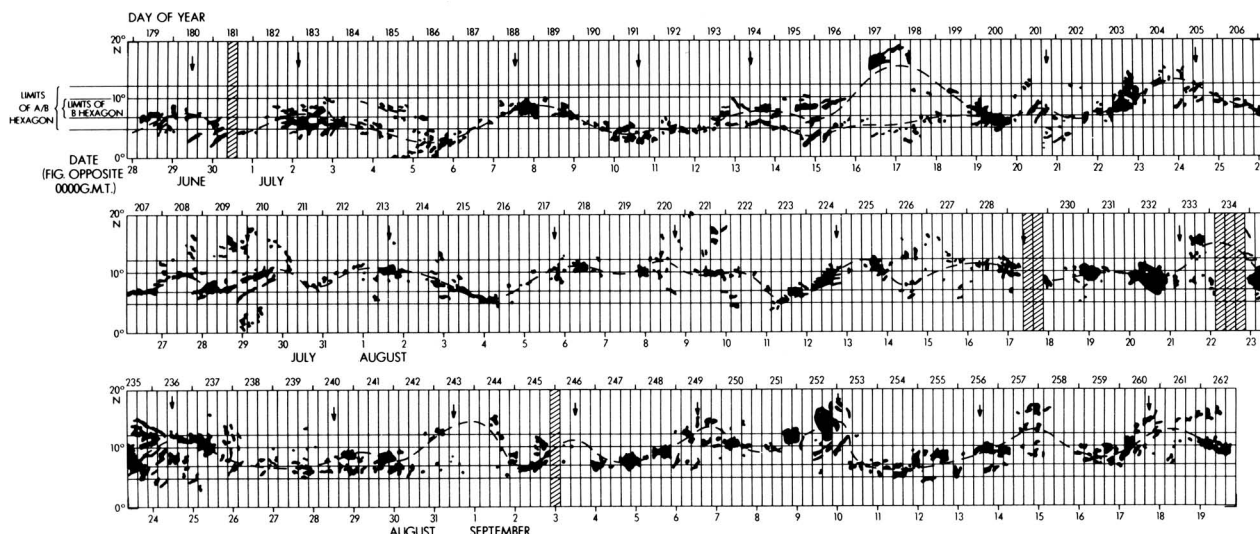 DAY OF YEAR
179 180 181 182 183 184 185 186 187 188 189 190 191 192 193 194 195 196 197 198 199 200 201 202 203 204 205 206
20°
N
LIMITS
OF A/B
HEXAGON
LIMITS OF
B HEXAGON
10°
0°
DATE
(FIG. OPPOSITE
0000G.M.T.)
28 29 30 1 2 3 4 5 6 7 8 9 10 11 12 13 14 15 16 17 18 19 20 21 22 23 24 25
JUNE JULY
207 208 209 210 211 212 213 214 215 216 217 218 219 220 221 222 223 224 225 226 227 228 230 231 232 233 234
20°
N
10°
0°
27 28 29 30 31 1 2 3 4 5 6 7 8 9 10 11 12 13 14 15 16 17 18 19 20 21 22 23
JULY AUGUST
235 236 237 238 239 240 241 242 243 244 245 246 247 248 249 250 251 252 253 254 255 256 257 258 259 260 261 262
20°
N
10°
0°
24 25 26 27 28 29 30 31 1 2 3 4 5 6 7 8 9 10 11 12 13 14 15 16 17 18 19
AUGUST SEPTEMBER